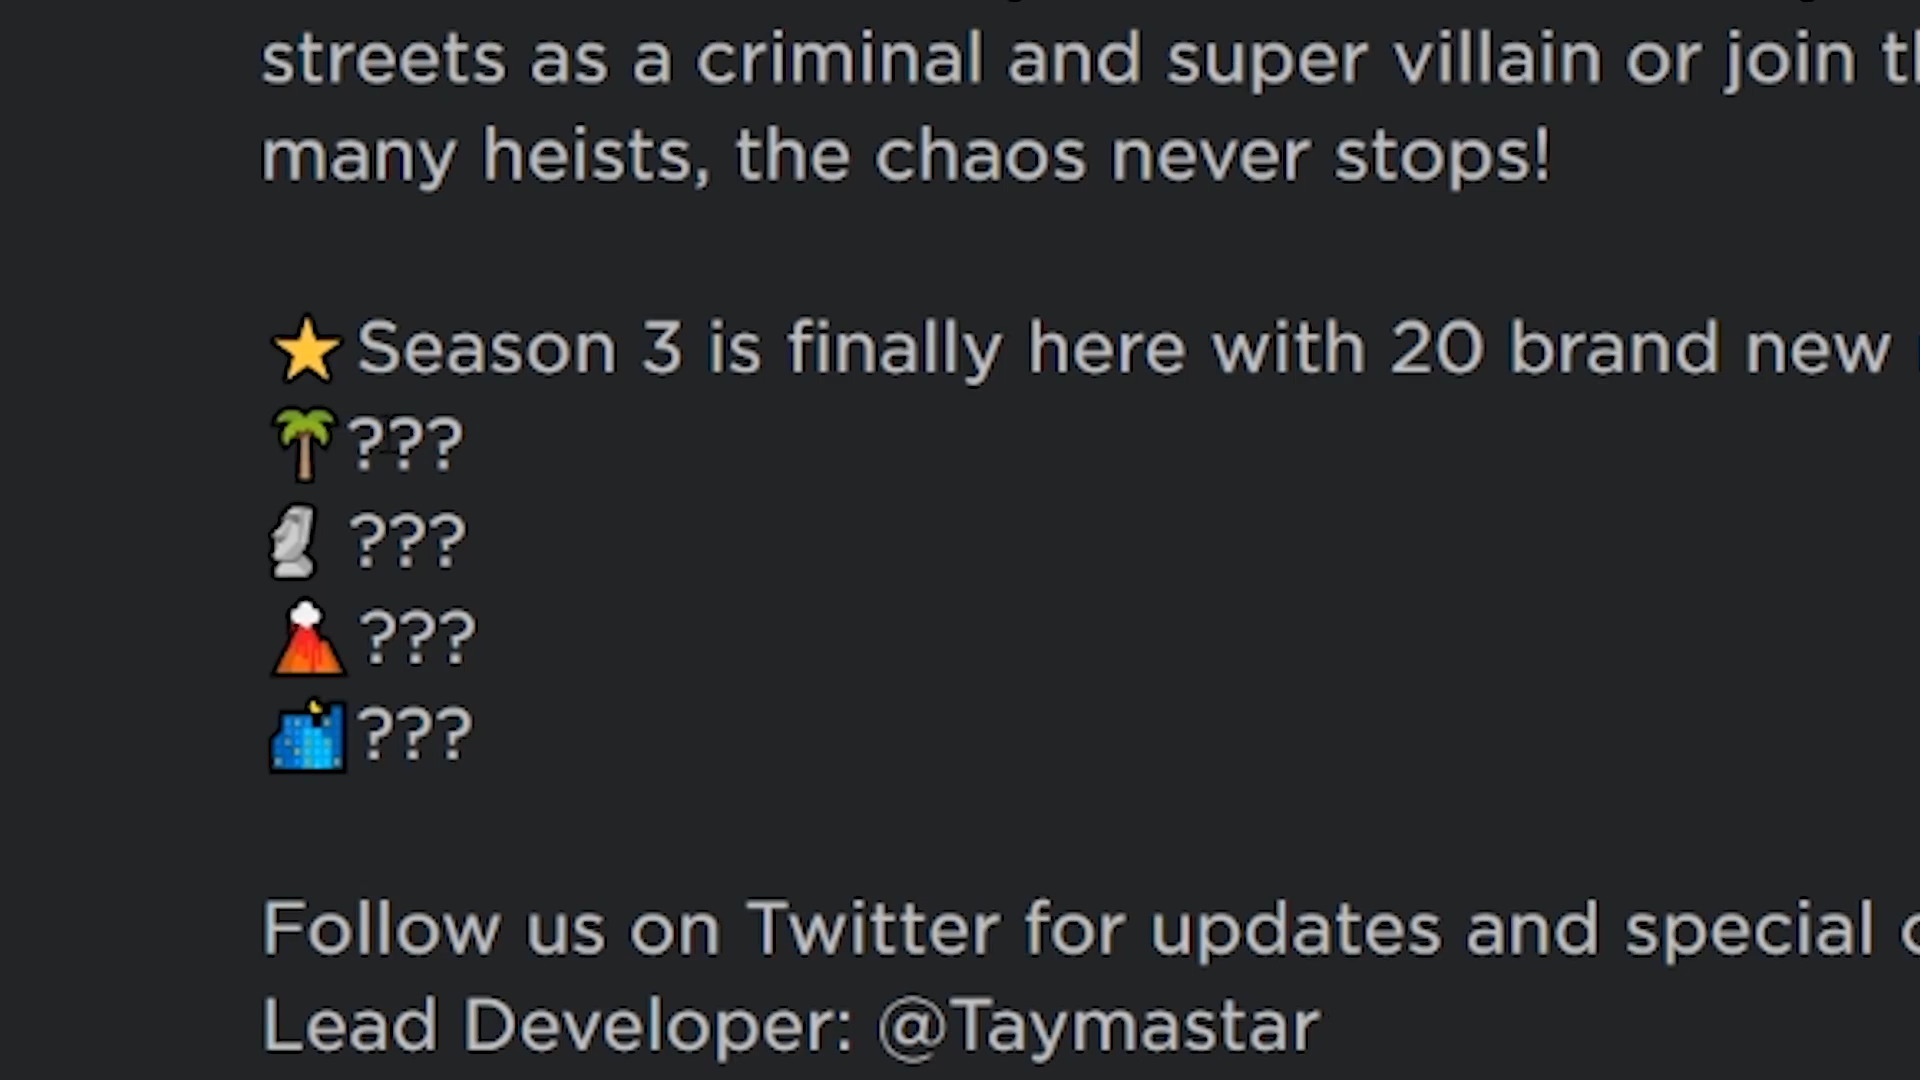 streets as a criminal and super villain or join
many heists, the chaos never stops!
⭐Season 3 is finally here with 20 brand new
🌴???
🗿 ???
🌋???
🌃???
Follow us on Twitter for updates and special
Lead Developer: @Taymastar